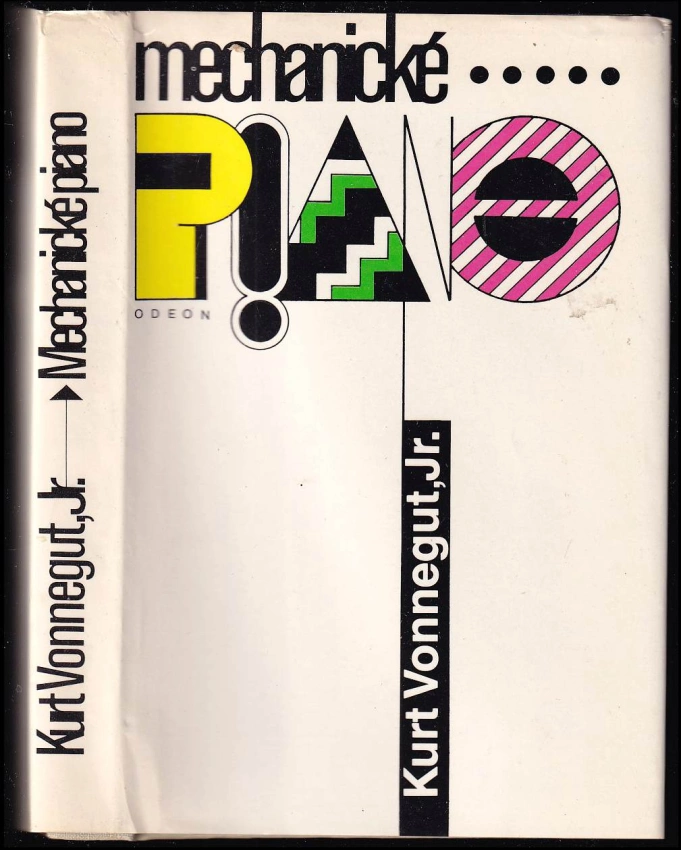 Kurt Vonnegut, Jr. Mechanické piano
mechanické
PIANO
ODEON
Kurt Vonnegut, Jr.